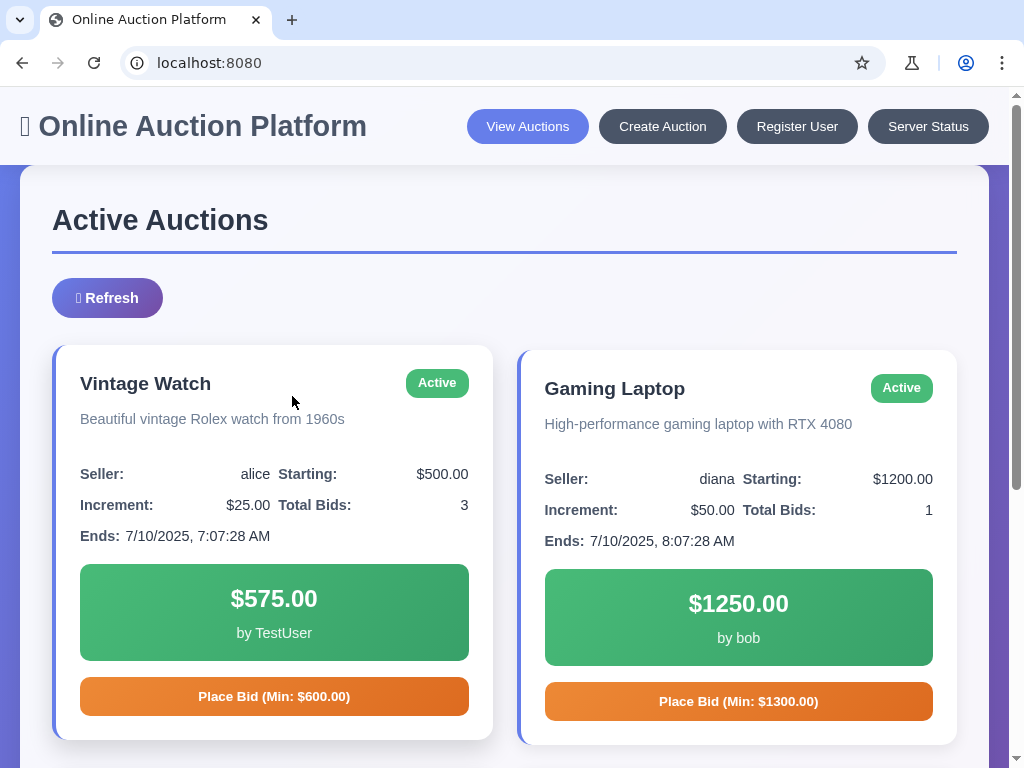 Online Auction Platform
localhost:8080
Online Auction Platform
View Auctions
Create Auction
Register User
Server Status
Active Auctions
Refresh
Vintage Watch
Active
Beautiful vintage Rolex watch from 1960s
Seller: alice Starting: $500.00
Increment: $25.00 Total Bids: 3
Ends: 7/10/2025, 7:07:28 AM
$575.00
by TestUser
Place Bid (Min: $600.00)
Gaming Laptop
Active
High-performance gaming laptop with RTX 4080
Seller: diana Starting: $1200.00
Increment: $50.00 Total Bids: 1
Ends: 7/10/2025, 8:07:28 AM
$1250.00
by bob
Place Bid (Min: $1300.00)